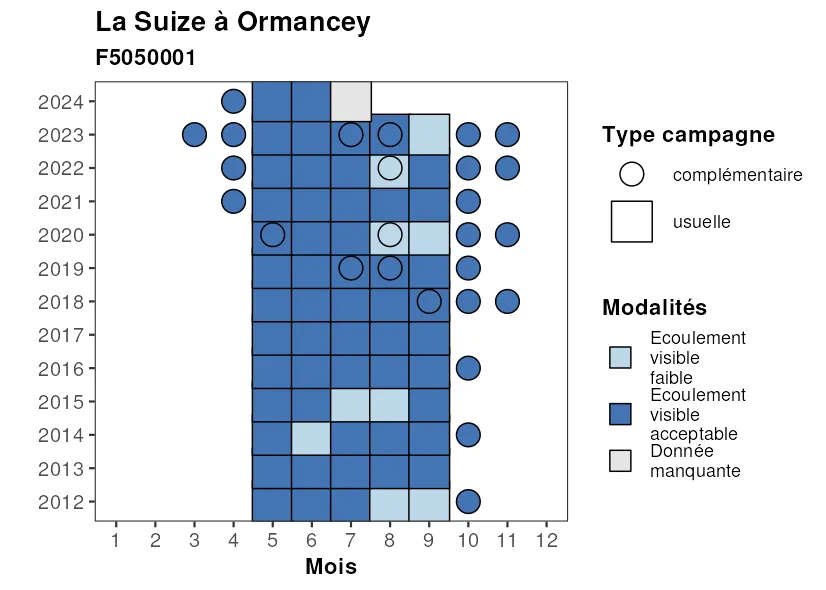 La Suize à Ormancey
F5050001
2024
2023
2022
2021
2020
2019
2018
2017
2016
2015
2014
2013
2012
1 2 3 4 5 6 7 8 9 10 11 12
Mois
Type campagne
complémentaire
usuelle
Modalités
Ecoulement
visible
faible
Ecoulement
visible
acceptable
Donnée
manquante